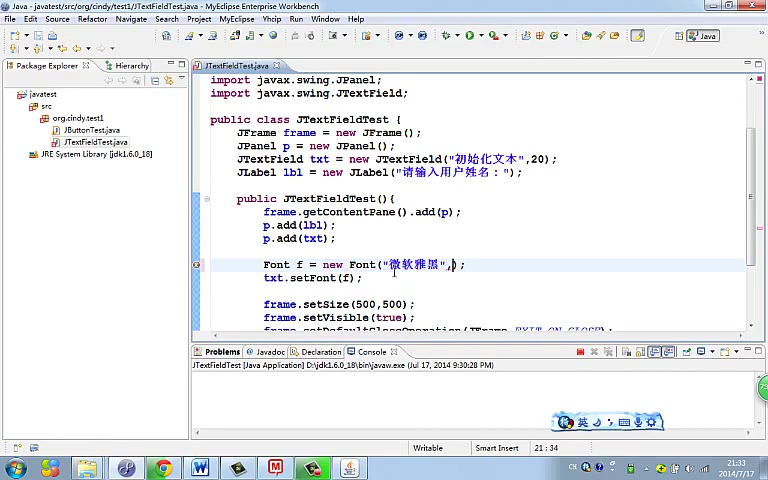 Java - javatest/src/org/cindy/test1/JTextFieldTest.java - MyEclipse Enterprise Workbench
File Edit Source Refactor Navigate Search Project MyEclipse Yhcip Run Window Help
Java
Package Explorer Hierarchy
javatest
src
org.cindy.test1
JButtonTest.java
JTextFieldTest.java
JRE System Library [jdk1.6.0_18]
JTextFieldTest.java
import javax.swing.JPanel;
import javax.swing.JTextField;
public class JTextFieldTest {
JFrame frame = new JFrame();
JPanel p = new JPanel();
JTextField txt = new JTextField("初始化文本",20);
JLabel lbl = new JLabel("请输入用户姓名：");
public JTextFieldTest(){
frame.getContentPane().add(p);
p.add(lbl);
p.add(txt);
Font f = new Font("微软雅黑",);
txt.setFont(f);
frame.setSize(500,500);
frame.setVisible(true);
frame.setDefaultCloseOperation(JFrame.EXIT_ON_CLOSE);
Problems Javadoc Declaration Console
JTextFieldTest [Java Application] D:\jdk1.6.0_18\bin\javaw.exe (Jul 17, 2014 9:30:28 PM)
英
Writable Smart Insert 21 : 34
CH
21:33
2014/7/17